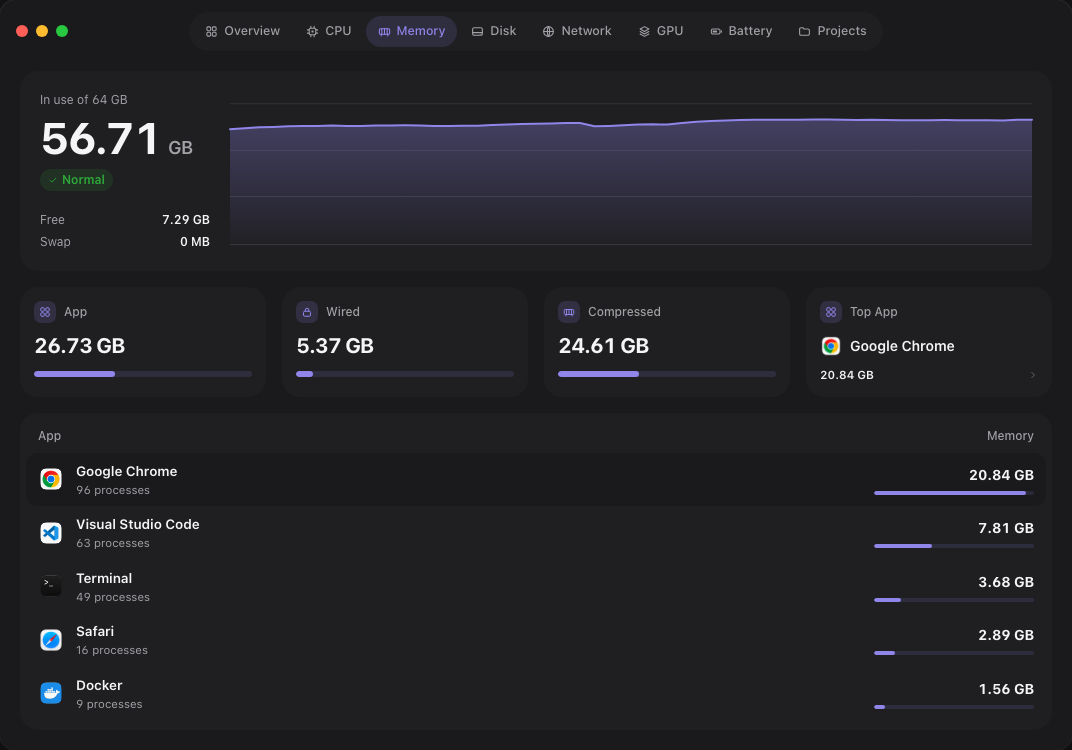 Overview CPU Memory Disk Network GPU Battery Projects
In use of 64 GB
56.71 GB
Normal
Free 7.29 GB
Swap 0 MB
App
26.73 GB
Wired
5.37 GB
Compressed
24.61 GB
Top App
Google Chrome
20.84 GB
App Memory
Google Chrome
96 processes
20.84 GB
Visual Studio Code
63 processes
7.81 GB
>_
Terminal
49 processes
3.68 GB
Safari
16 processes
2.89 GB
Docker
9 processes
1.56 GB